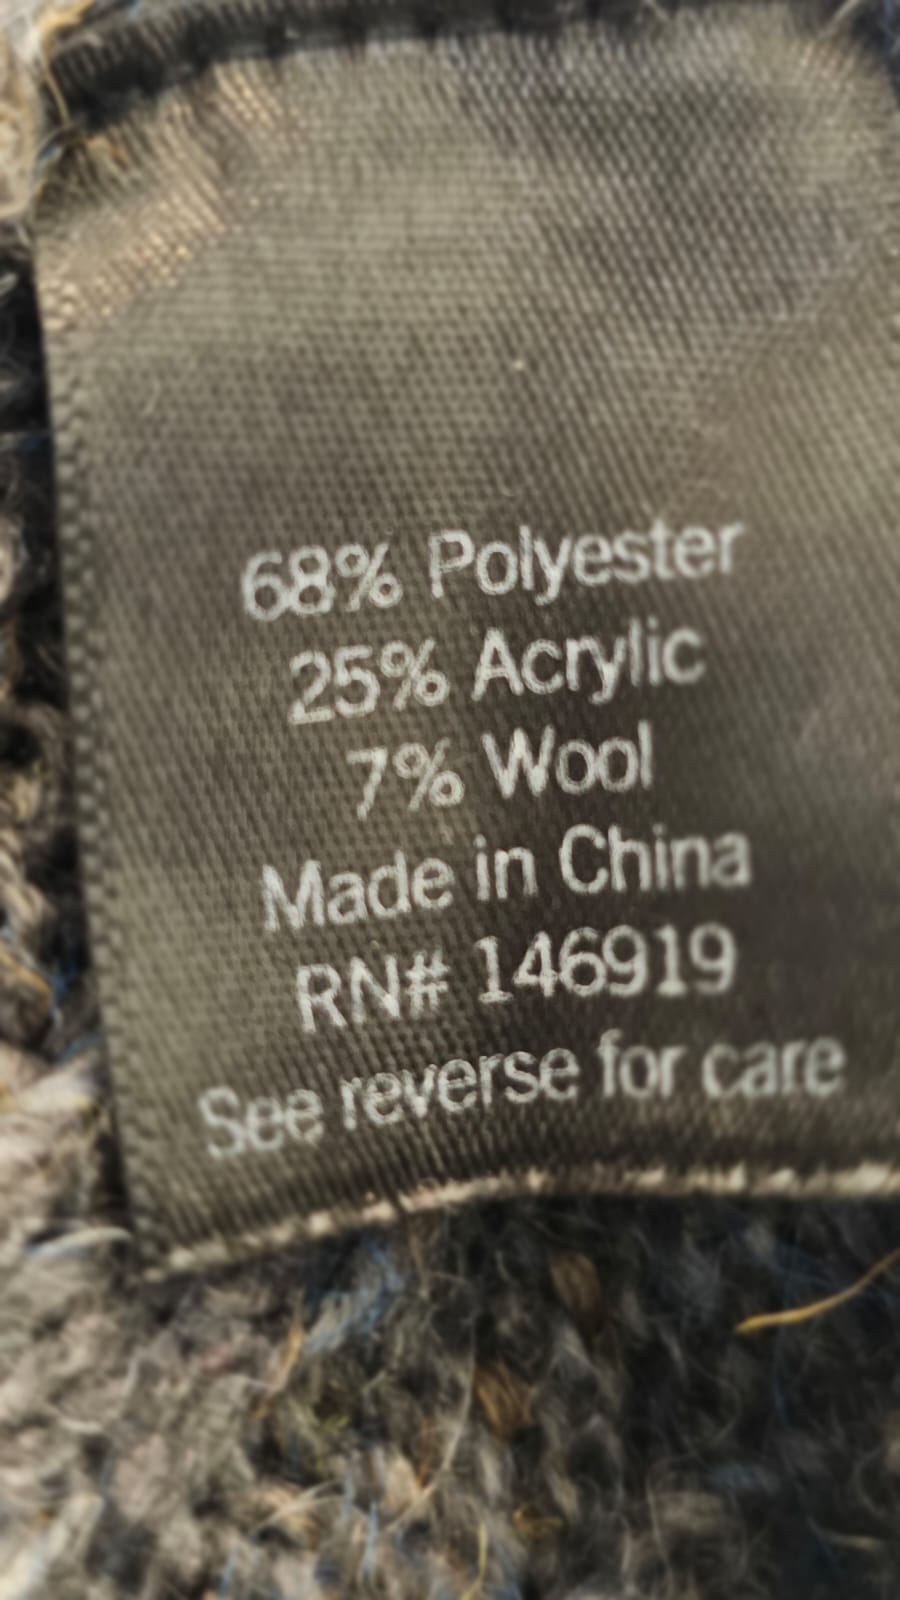 68% Polyester
25% Acrylic
7% Wool
Made in China
RN# 146919
See reverse for care